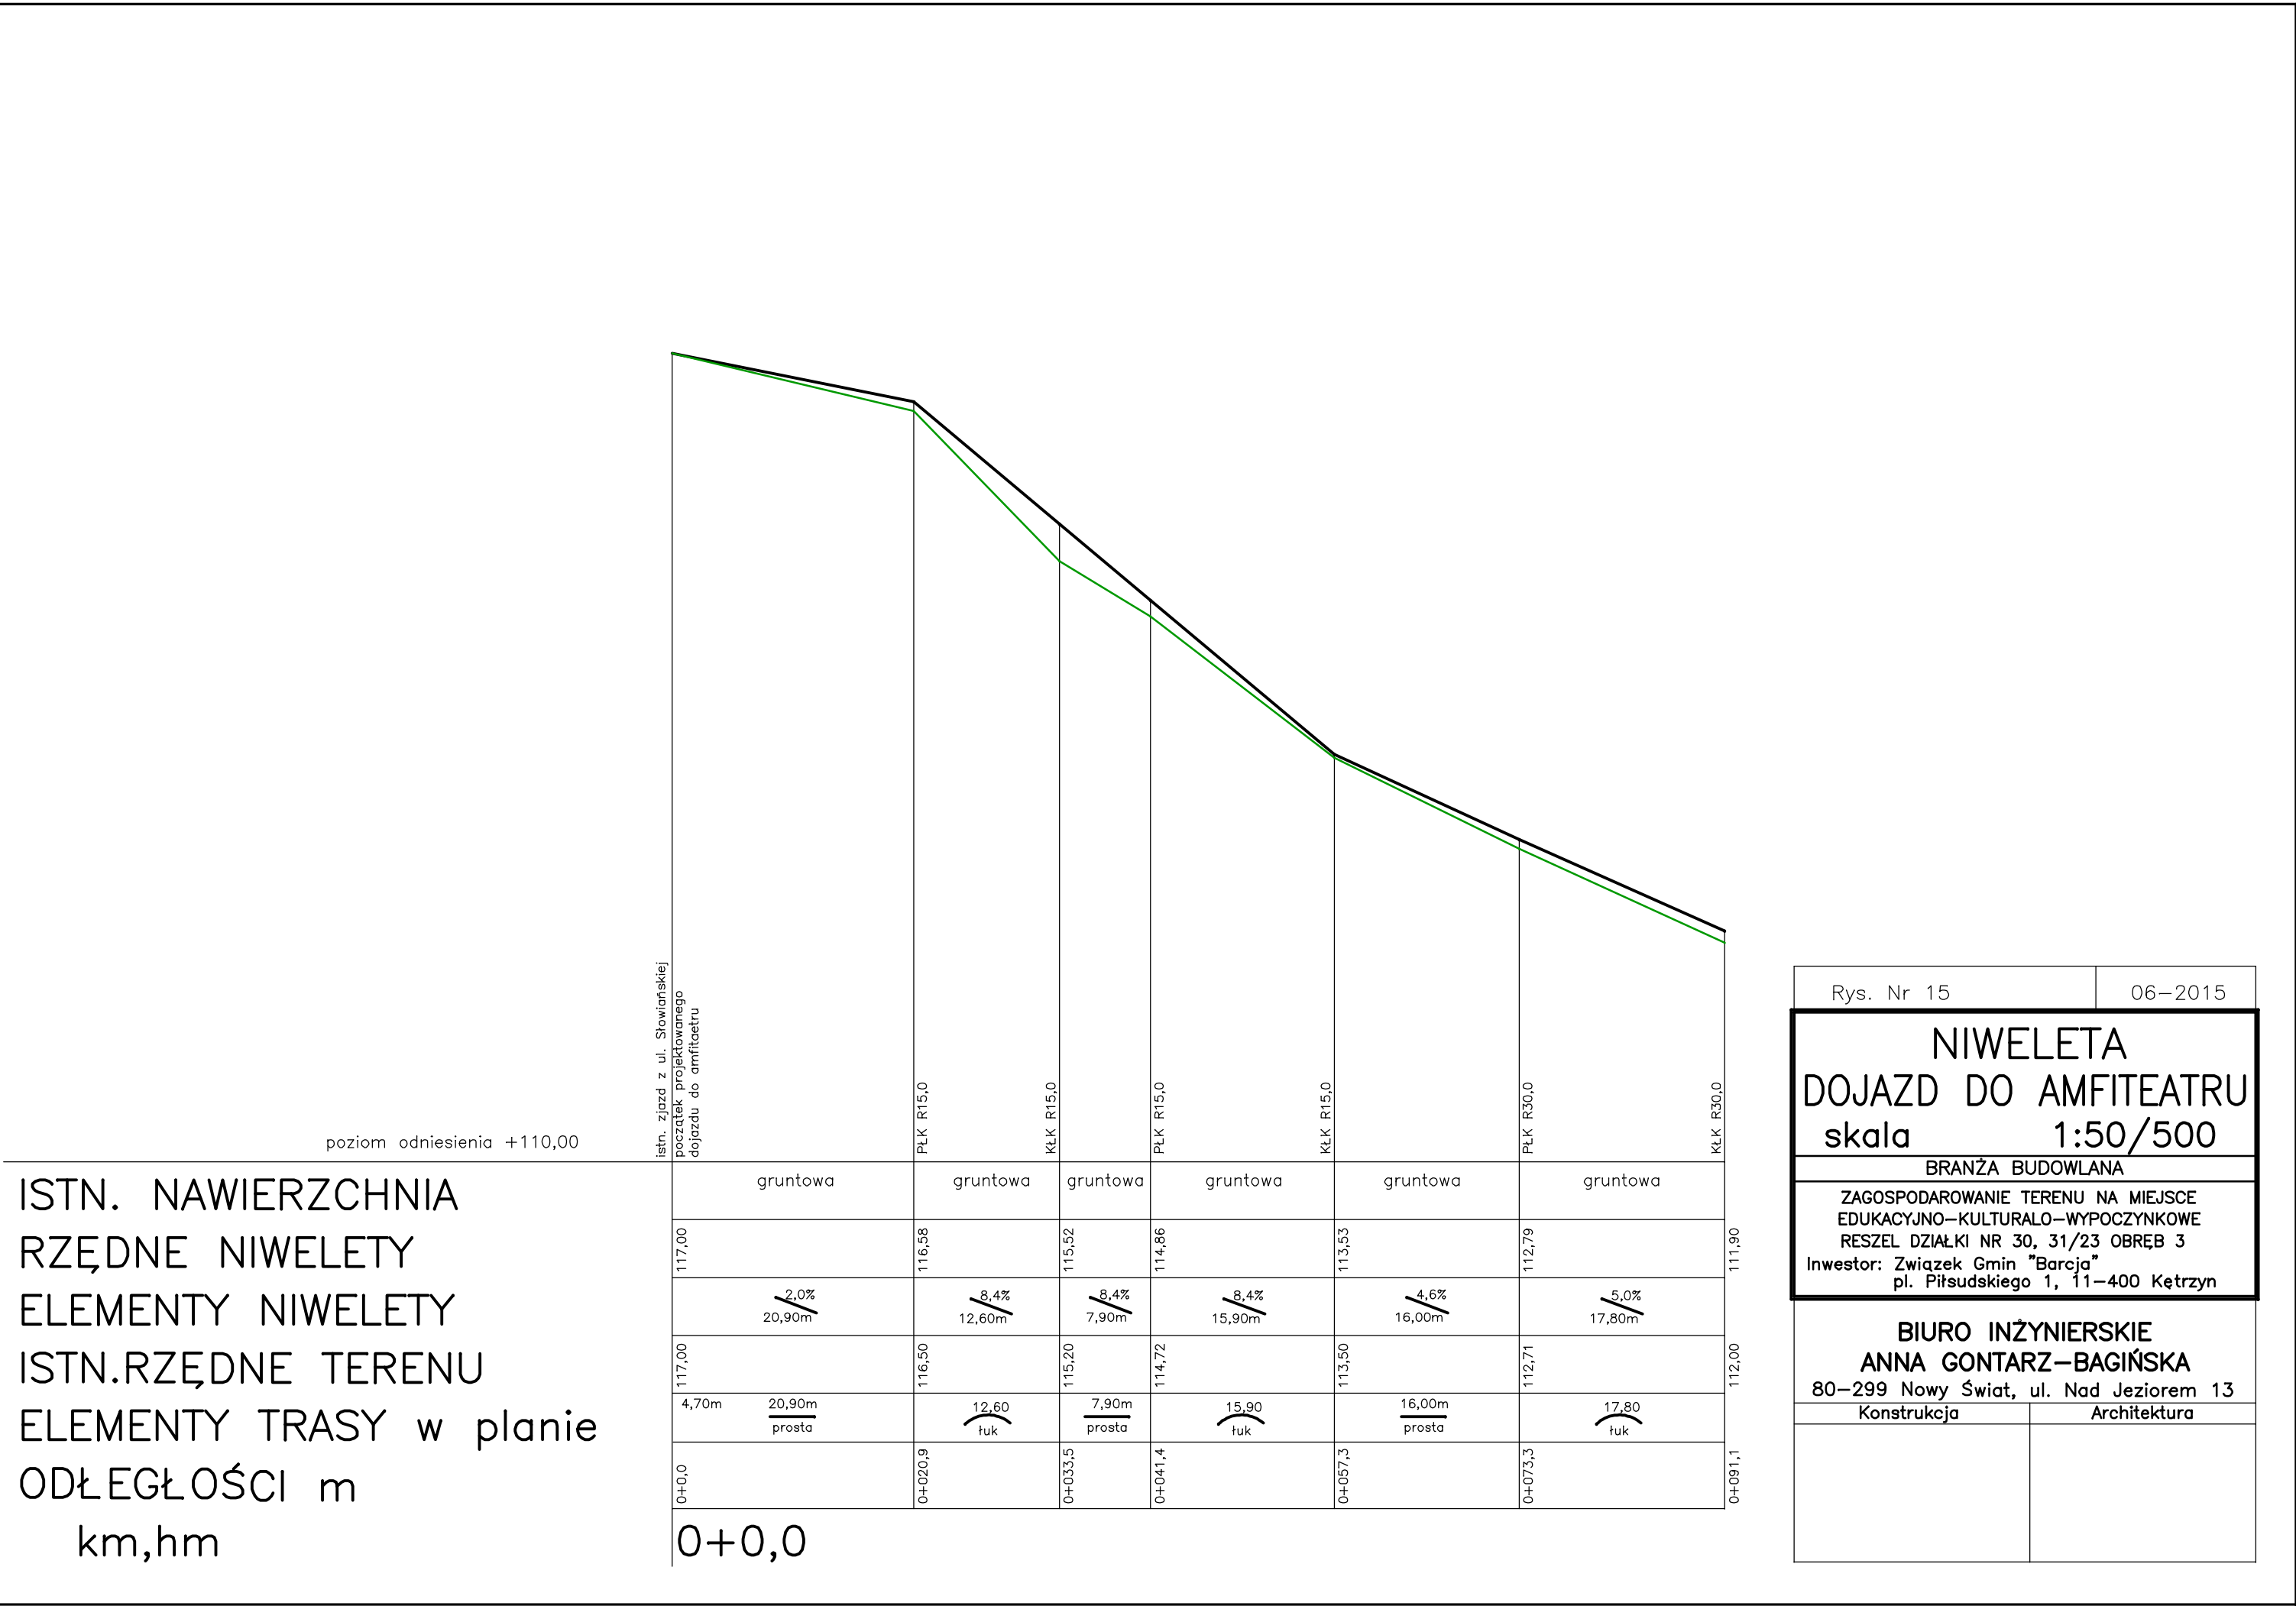 istn. zjazd z ul. Słowiańskiej
początek projektowanego
dojazdu do amfitaetru
PŁK R15,0
KŁK R15,0
PŁK R15,0
KŁK R15,0
PŁK R30,0
KŁK R30,0
poziom odniesienia +110,00
ISTN. NAWIERZCHNIA
gruntowa gruntowa gruntowa gruntowa gruntowa gruntowa
RZĘDNE NIWELETY
117,00 116,58 115,52 114,86 113,53 112,79 111,90
ELEMENTY NIWELETY
2,0% 8,4% 8,4% 8,4% 4,6% 5,0%
20,90m 12,60m 7,90m 15,90m 16,00m 17,80m
ISTN.RZĘDNE TERENU
117,00 116,50 115,20 114,72 113,50 112,71 112,00
ELEMENTY TRASY w planie
4,70m 20,90m 12,60 7,90m 15,90 16,00m 17,80
prosta łuk prosta łuk prosta łuk
ODŁEGŁOŚCI m
0+0,0 0+020,9 0+033,5 0+041,4 0+057,3 0+073,3 0+091,1
km,hm
0+0,0
Rys. Nr 15 06-2015
NIWELETA
DOJAZD DO AMFITEATRU
skala 1:50/500
BRANŻA BUDOWLANA
ZAGOSPODAROWANIE TERENU NA MIEJSCE
EDUKACYJNO-KULTURALO-WYPOCZYNKOWE
RESZEL DZIAŁKI NR 30, 31/23 OBRĘB 3
Inwestor: Związek Gmin "Barcja"
pl. Piłsudskiego 1, 11-400 Kętrzyn
BIURO INŻYNIERSKIE
ANNA GONTARZ-BAGIŃSKA
80-299 Nowy Świat, ul. Nad Jeziorem 13
Konstrukcja Architektura